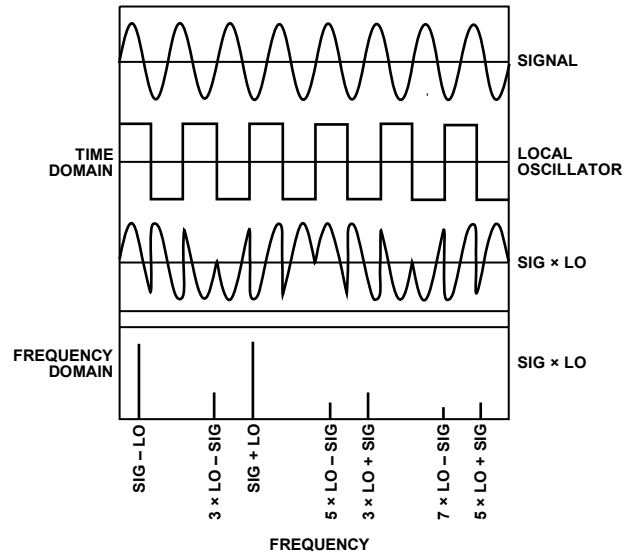 SIGNAL
TIME
DOMAIN
LOCAL
OSCILLATOR
SIG × LO
FREQUENCY
DOMAIN
SIG × LO
SIG – LO
3 × LO – SIG
SIG + LO
5 × LO – SIG
3 × LO + SIG
7 × LO – SIG
5 × LO + SIG
FREQUENCY